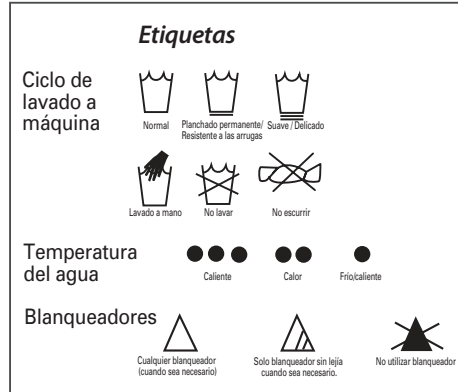 Etiquetas
Ciclo de
lavado a
máquina
Normal
Planchado permanente/
Resistente a las arrugas
Suave / Delicado
Lavado a mano
No lavar
No escurrir
Temperatura
del agua
Caliente
Calor
Frío/caliente
Blanqueadores
Cualquier blanqueador
(cuando sea necesario)
Solo blanqueador sin lejía
cuando sea necesario.
No utilizar blanqueador